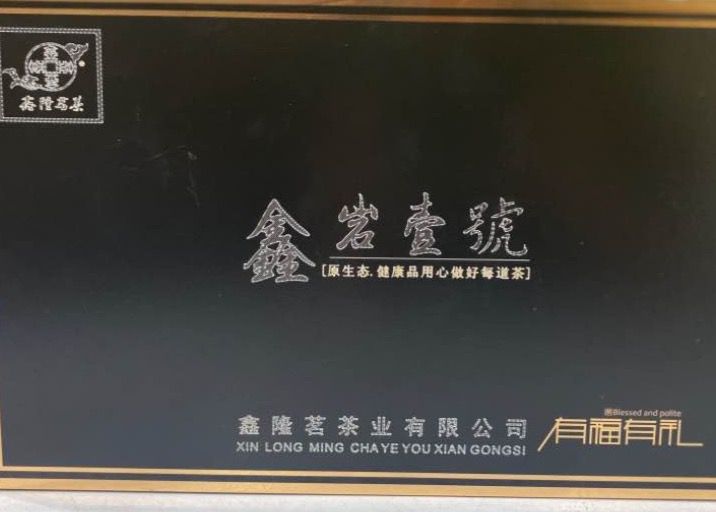 鑫隆茗茶
鑫岩壹號
[原生态.健康品用心做好每道茶]
Blessed and polite
鑫隆茗茶业有限公司
有福有礼
XIN LONG MING CHAYE YOU XIAN GONGSI